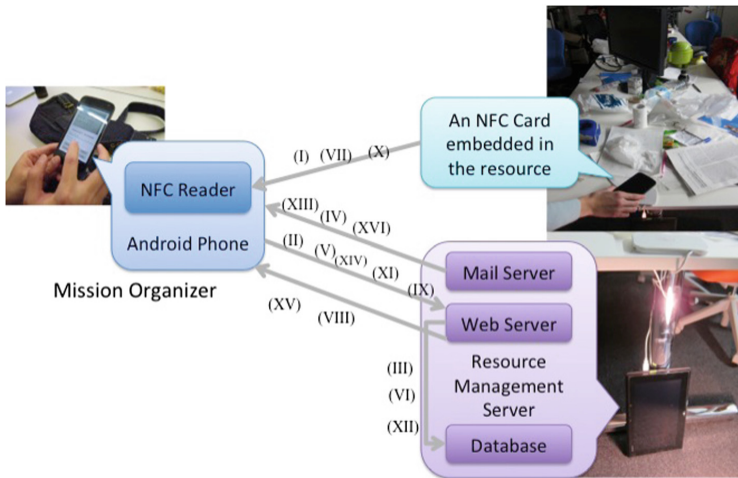 An NFC Card
embedded in
the resource
(I) (VII) (X)
NFC Reader
Android Phone
Mission Organizer
(XIII)
(IV)
(XVI)
(II)
(V)
(XIV)
(XI)
(IX)
(XV)
(VIII)
Mail Server
Web Server
(III)
(VI)
(XII)
Resource
Management
Server
Database